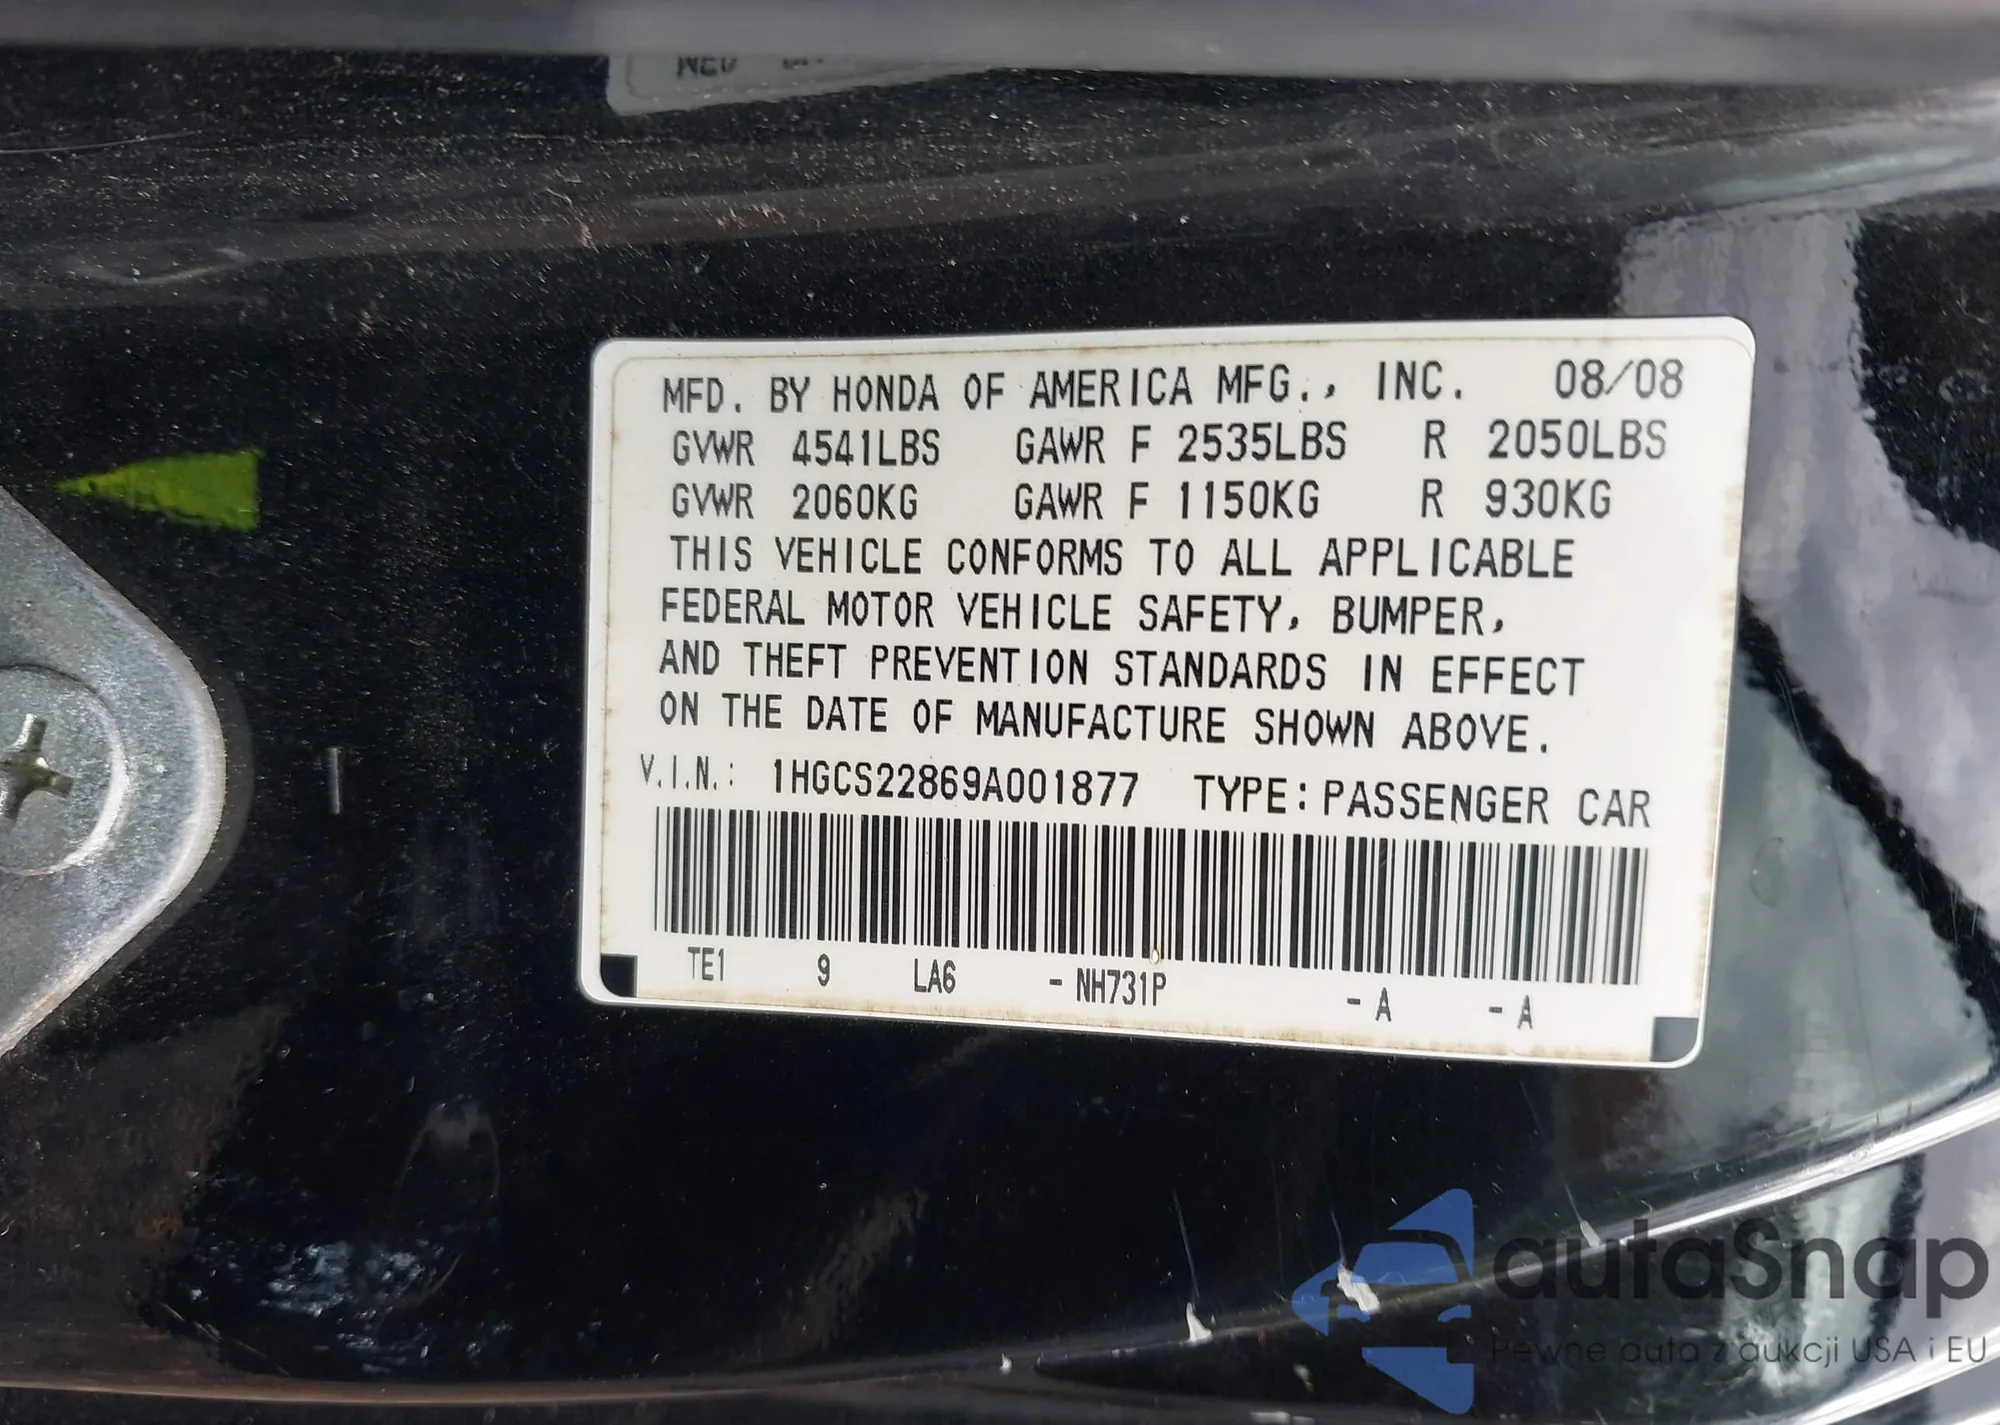 MFD. BY HONDA OF AMERICA MFG., INC. 08/08
GVWR 4541LBS GAWR F 2535LBS R 2050LBS
GVWR 2060KG GAWR F 1150KG R 930KG
THIS VEHICLE CONFORMS TO ALL APPLICABLE
FEDERAL MOTOR VEHICLE SAFETY, BUMPER,
AND THEFT PREVENTION STANDARDS IN EFFECT
ON THE DATE OF MANUFACTURE SHOWN ABOVE.
V.I.N.: 1HGCS22869A001877 TYPE: PASSENGER CAR
TE1 9 LA6 - NH731P - A - A
autaSnap
Pewne auta z aukcji USA i EU